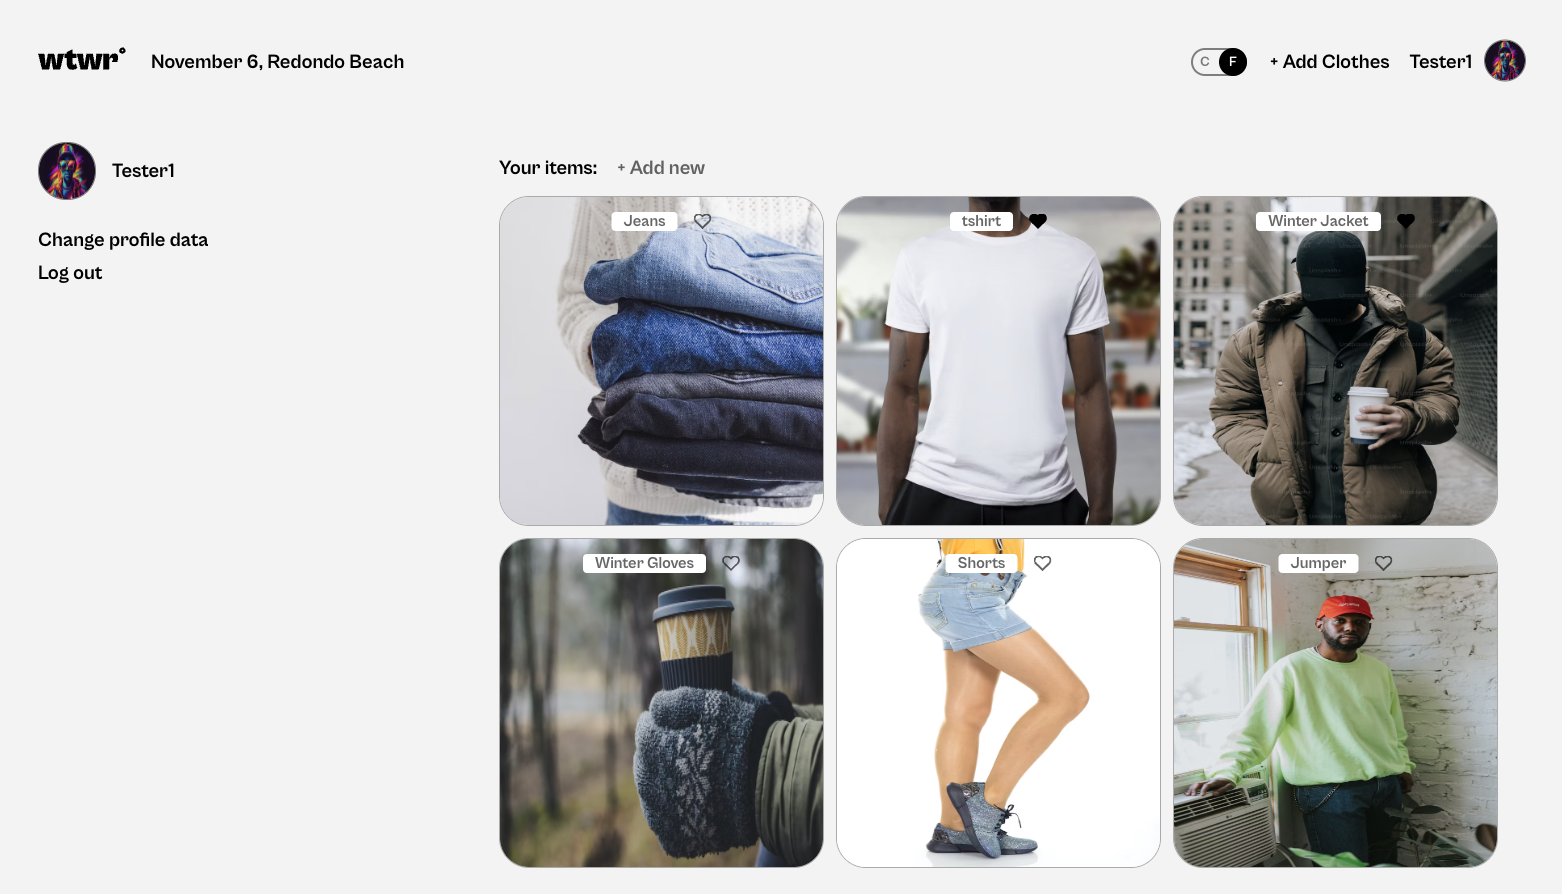 wtwr°
November 6, Redondo Beach
C F
+ Add Clothes
Tester1
Tester1
Change profile data
Log out
Your items:
+ Add new
Jeans
tshirt
Winter Jacket
Winter Gloves
Shorts
Jumper